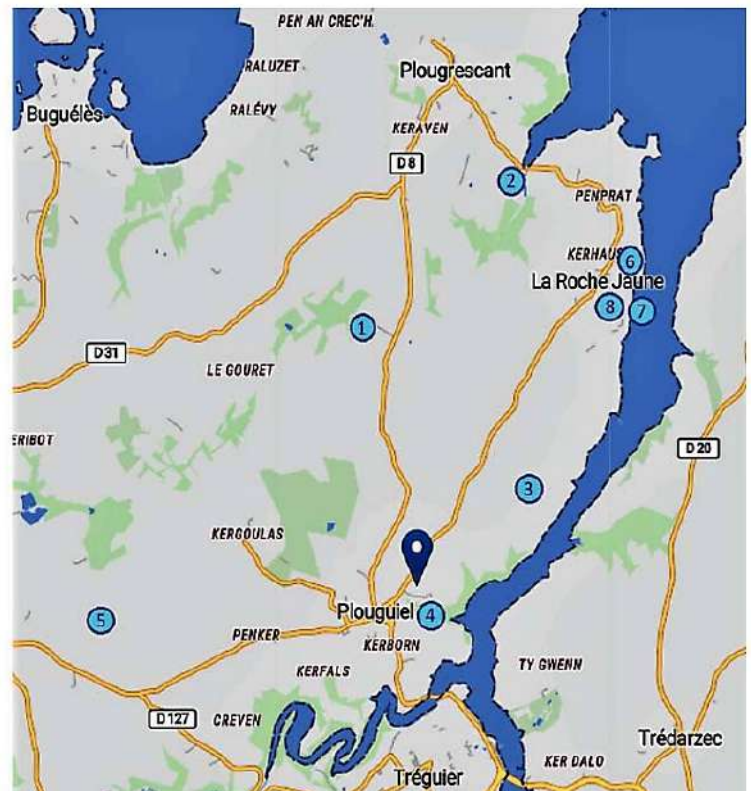 PEN AN CREC'H.
RALUZET
Plougrescant
Buguélès
RALÉVY
KERAVEN
D8
2
PENPRAT
KERHAUS
6
La Roche Jaune
8
7
1
D31
LE GOURET
ERIBOT
D20
3
KERGOULAS
Plouguiel
4
5
PENKER
KERBORN
KERFALS
TY GWENN
D127
CREVEN
Trédarzec
KER DALO
Tréguier